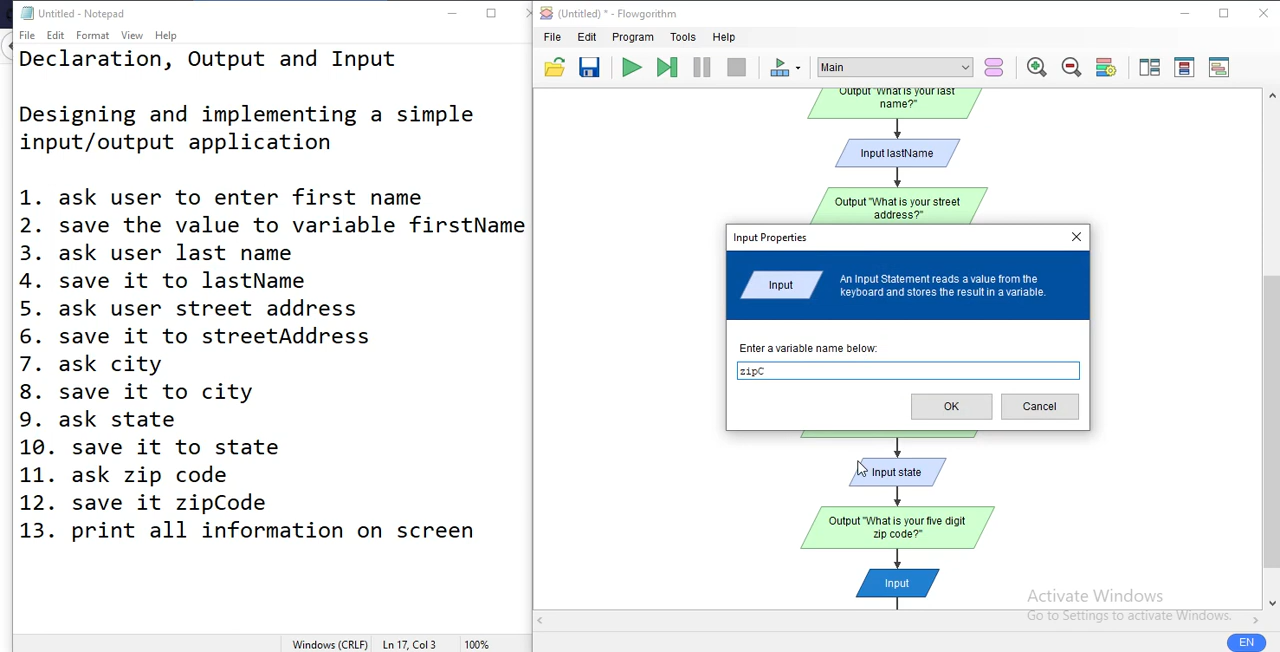 Untitled - Notepad
File Edit Format View Help
Declaration, Output and Input
Designing and implementing a simple
input/output application
1. ask user to enter first name
2. save the value to variable firstName
3. ask user last name
4. save it to lastName
5. ask user street address
6. save it to streetAddress
7. ask city
8. save it to city
9. ask state
10. save it to state
11. ask zip code
12. save it zipCode
13. print all information on screen
Windows (CRLF) Ln 17, Col 3 100%
(Untitled) * - Flowgorithm
File Edit Program Tools Help
Main
Output "What is your last
name?"
Input lastName
Output "What is your street
address?"
Input Properties
Input
An Input Statement reads a value from the
keyboard and stores the result in a variable.
Enter a variable name below:
zipC
OK Cancel
Input state
Output "What is your five digit
zip code?"
Input
Activate Windows
Go to Settings to activate Windows.
EN